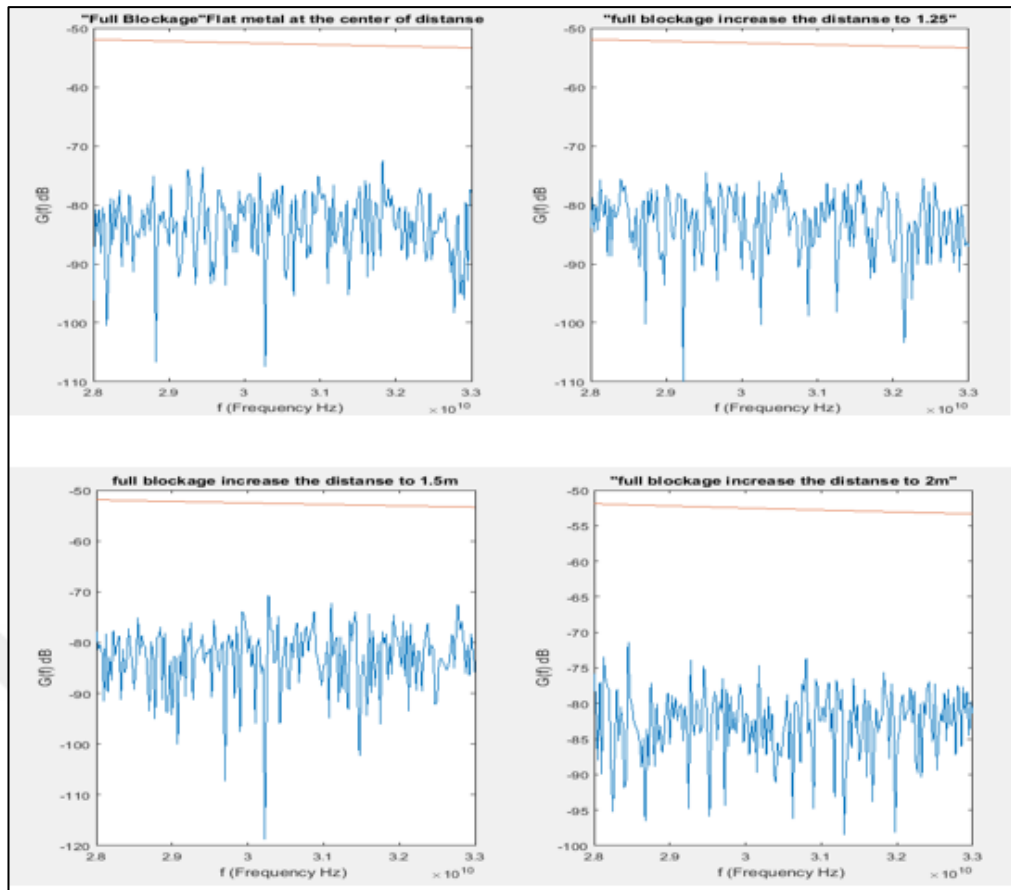 "Full Blockage"Flat metal at the center of distanse
-50
-60
-70
-80
-90
-100
-110
G(f) dB
2.8 2.9 3 3.1 3.2 3.3
f (Frequency Hz)
× 10^10
"full blockage increase the distanse to 1.25"
-50
-60
-70
-80
-90
-100
-110
G(f) dB
2.8 2.9 3 3.1 3.2 3.3
f (Frequency Hz)
× 10^10
full blockage increase the distanse to 1.5m
-50
-60
-70
-80
-90
-100
-110
-120
G(f) dB
2.8 2.9 3 3.1 3.2 3.3
f (Frequency Hz)
× 10^10
"full blockage increase the distanse to 2m"
-50
-55
-60
-65
-70
-75
-80
-85
-90
-95
-100
G(f) dB
2.8 2.9 3 3.1 3.2 3.3
f (Frequency Hz)
× 10^10